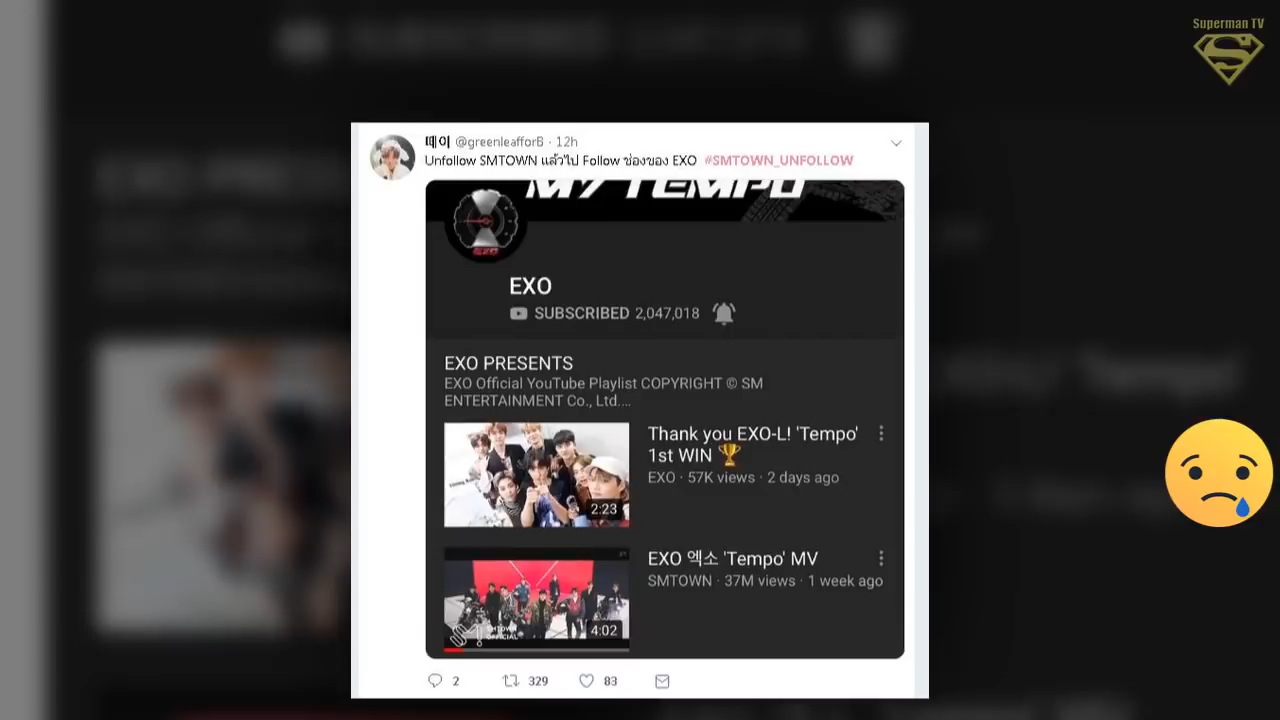 Superman TV
떼이 @greenleafforB · 12h
Unfollow SMTOWN แล้วไป Follow ช่องของ EXO #SMTOWN_UNFOLLOW
MY TEMPO
EXO
EXO
SUBSCRIBED 2,047,018
EXO PRESENTS
EXO Official YouTube Playlist COPYRIGHT © SM
ENTERTAINMENT Co., Ltd....
Thank you EXO-L! 'Tempo'
1st WIN 🏆
EXO · 57K views · 2 days ago
2:23
EXO 엑소 'Tempo' MV
SMTOWN · 37M views · 1 week ago
SMTOWN
OFFICIAL
4:02
2 329 83